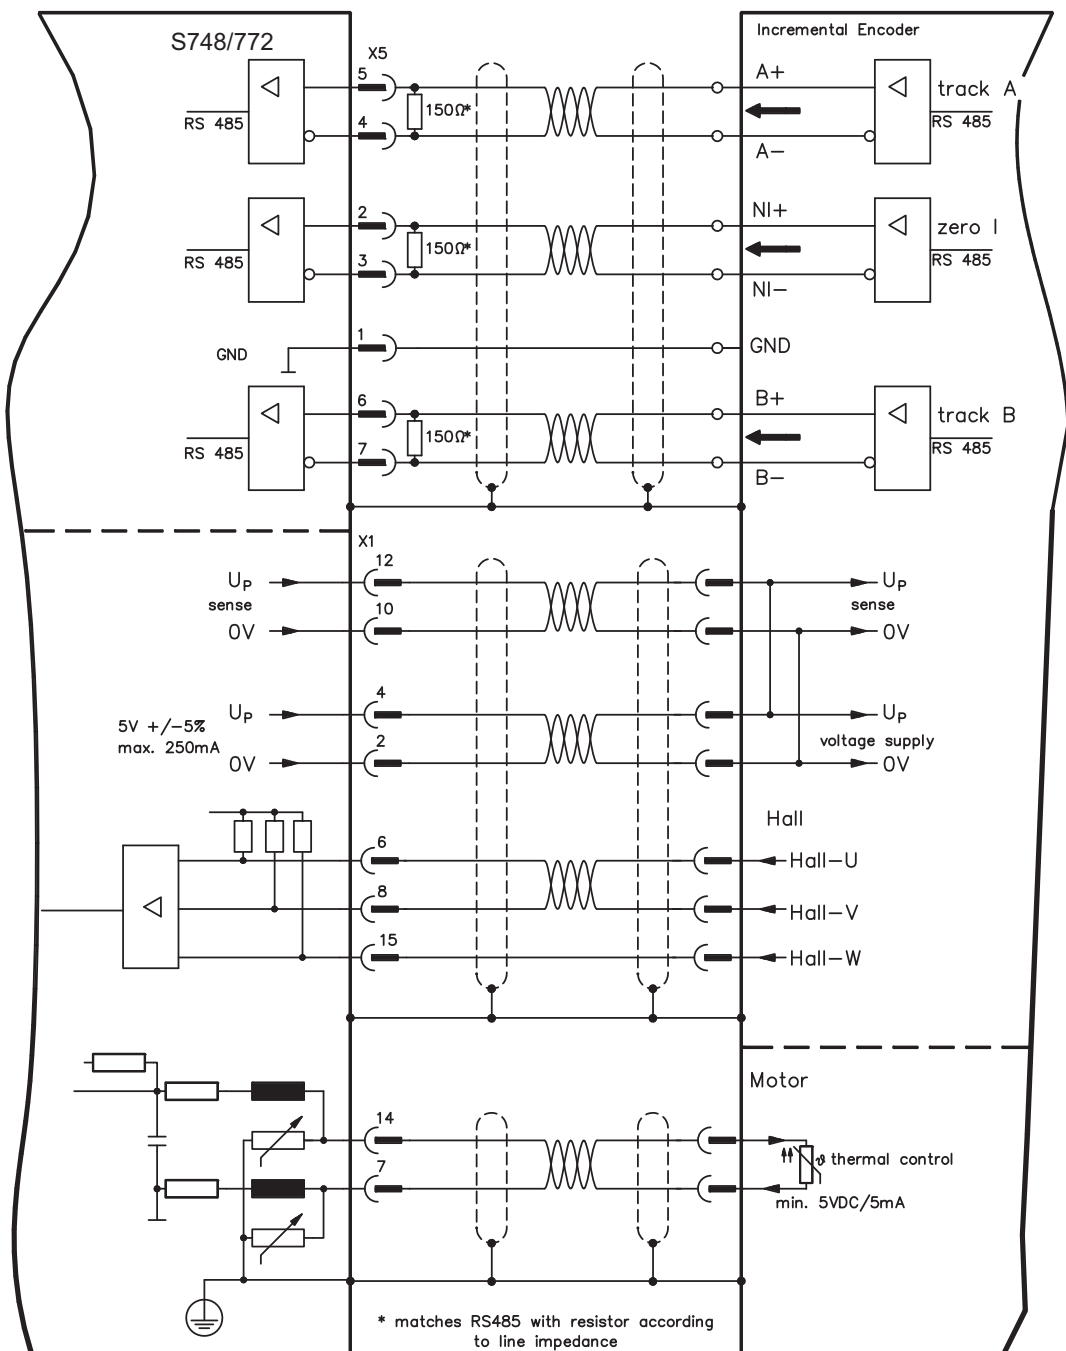 S748/772
Incremental Encoder
X5
5
A+
track A
150Ω*
RS 485
RS 485
4
A−
2
NI+
zero I
150Ω*
RS 485
RS 485
3
NI−
1
GND
GND
6
B+
track B
150Ω*
RS 485
RS 485
7
B−
X1
12
UP
UP
sense
sense
10
0V
0V
4
UP
UP
5V +/−5%
max. 250mA
voltage supply
2
0V
0V
Hall
6
Hall−U
8
Hall−V
15
Hall−W
Motor
14
ϑ thermal control
7
min. 5VDC/5mA
* matches RS485 with resistor according
to line impedance